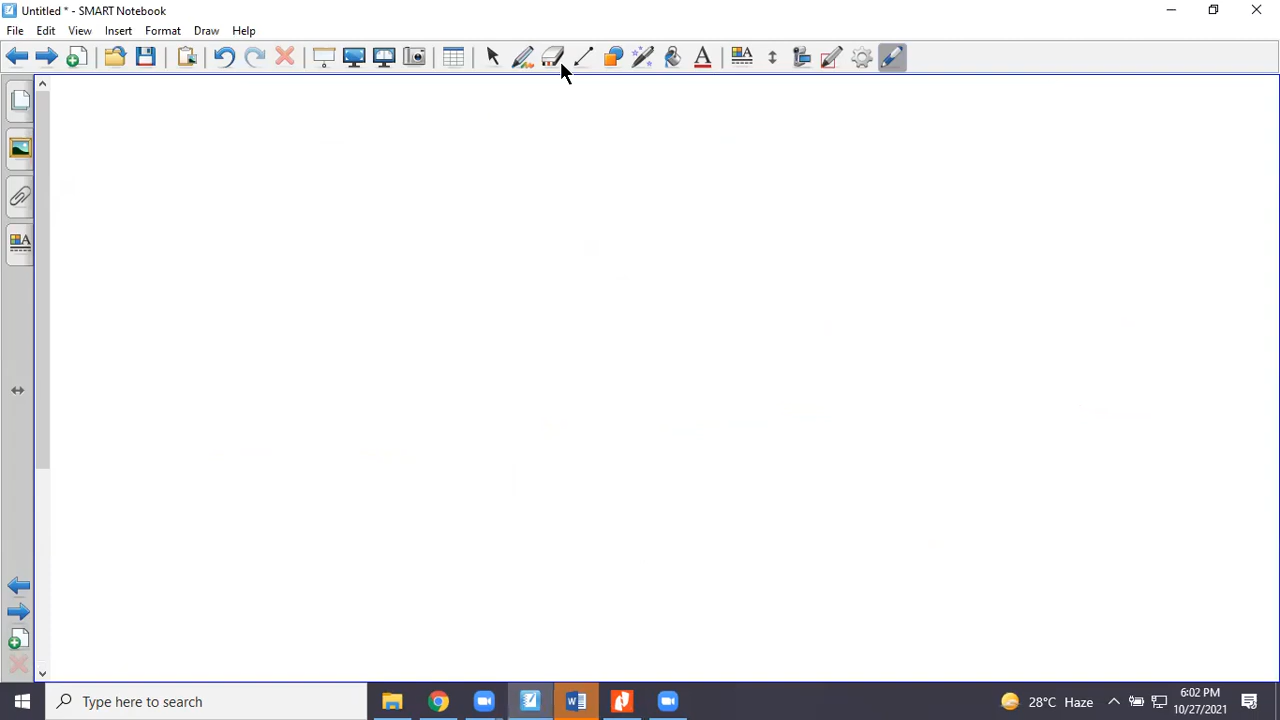 Untitled * - SMART Notebook
File Edit View Insert Format Draw Help
Type here to search
28°C Haze
6:02 PM
10/27/2021